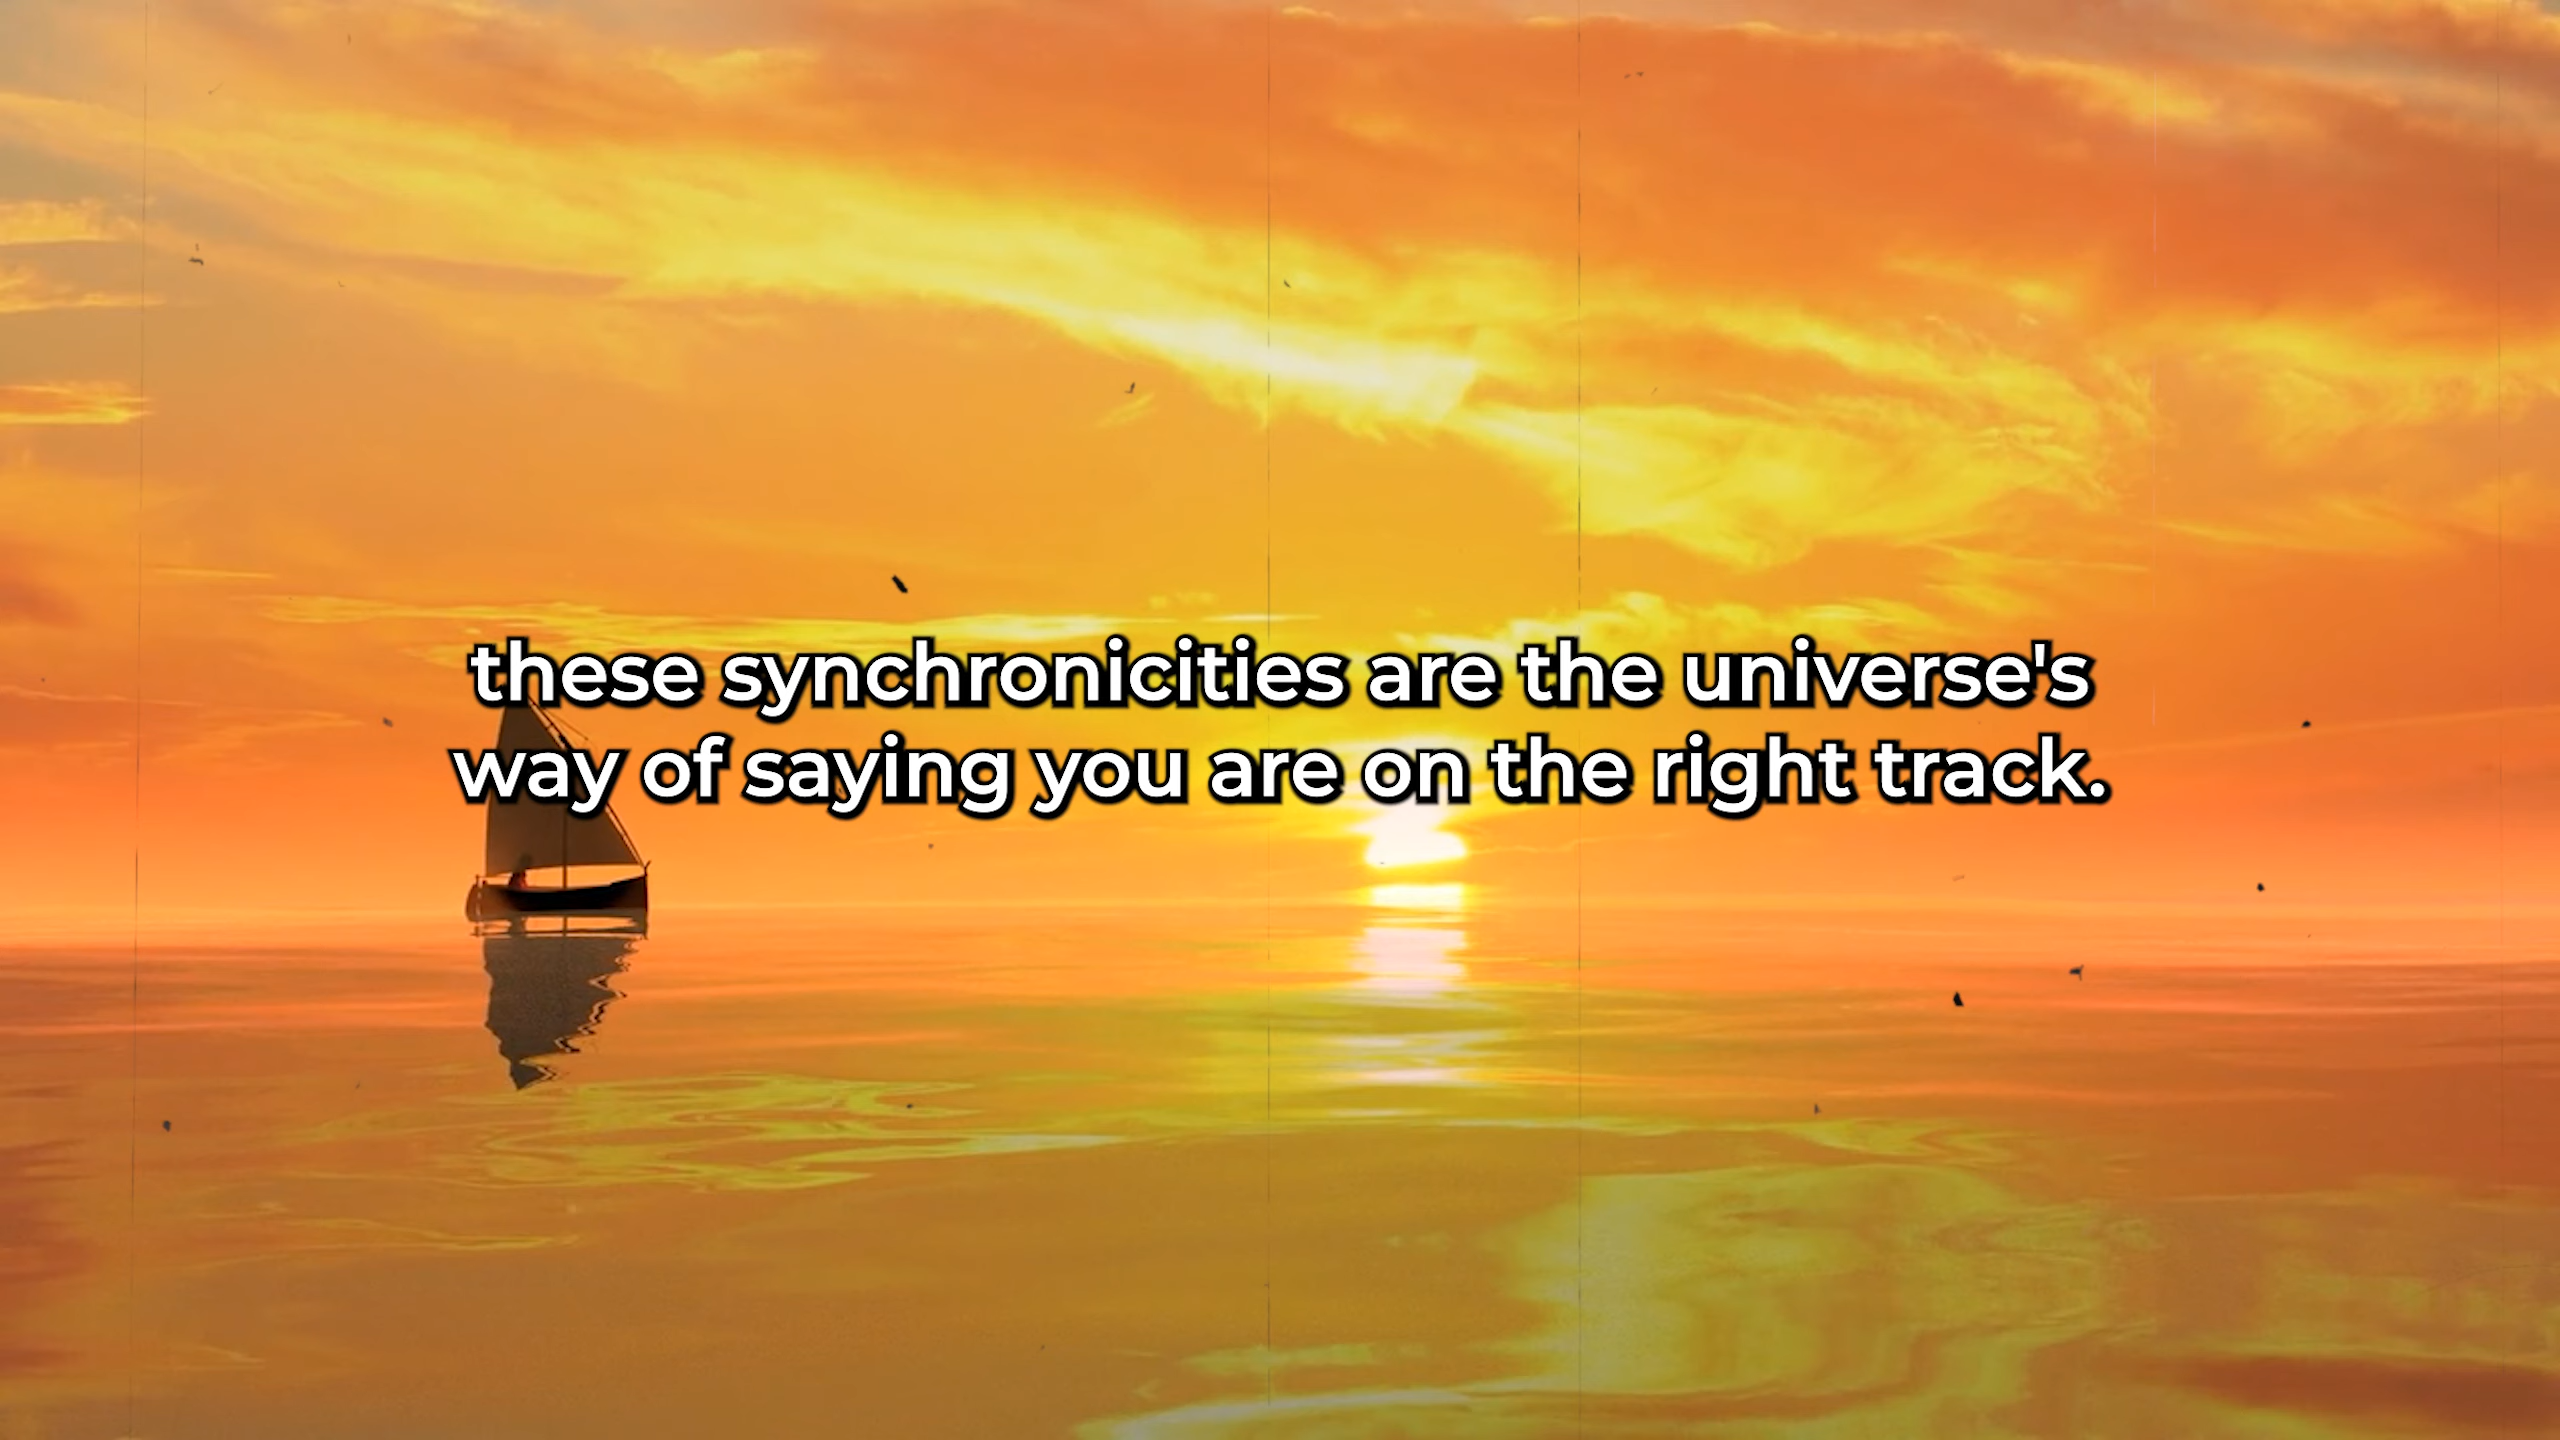 these synchronicities are the universe's
way of saying you are on the right track.